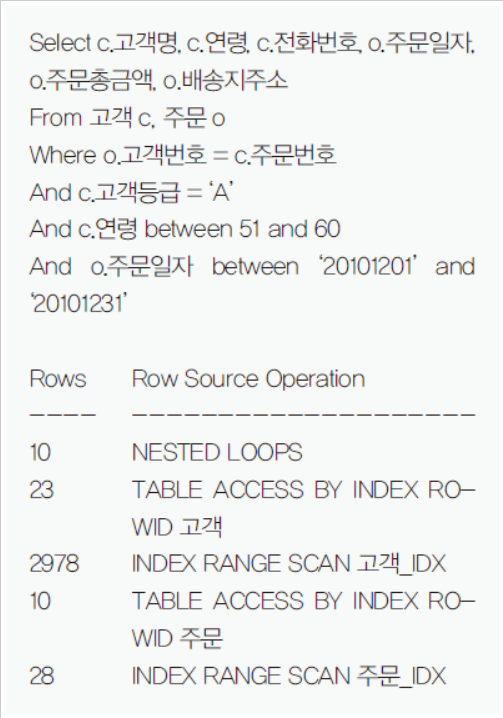 Select c.고객명, c.연령, c.전화번호, o.주문일자,
o.주문총금액, o.배송지주소
From 고객 c, 주문 o
Where o.고객번호 = c.주문번호
And c.고객등급 = ‘A’
And c.연령 between 51 and 60
And o.주문일자 between ‘20101201’ and
‘20101231’
Rows Row Source Operation
---- ---------------------
10 NESTED LOOPS
23 TABLE ACCESS BY INDEX RO-
WID 고객
2978 INDEX RANGE SCAN 고객_IDX
10 TABLE ACCESS BY INDEX RO-
WID 주문
28 INDEX RANGE SCAN 주문_IDX